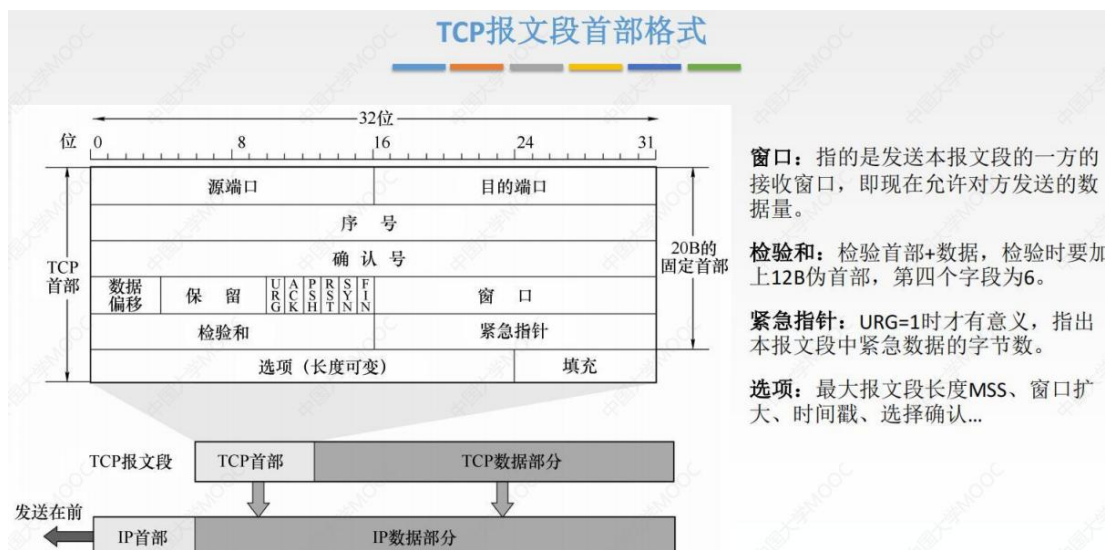 TCP报文段首部格式
32位
位 0 8 16 24 31
源端口 目的端口
序 号
确 认 号
TCP
首部
20B的
固定首部
数据
偏移
保 留
URG
ACK
PSH
RST
SYN
FIN
窗 口
检验和 紧急指针
选项（长度可变） 填充
TCP报文段 TCP首部 TCP数据部分
发送在前
IP首部 IP数据部分
窗口：指的是发送本报文段的一方的
接收窗口，即现在允许对方发送的数
据量。
检验和：检验首部+数据，检验时要加
上12B伪首部，第四个字段为6。
紧急指针：URG=1时才有意义，指出
本报文段中紧急数据的字节数。
选项：最大报文段长度MSS、窗口扩
大、时间戳、选择确认...
中国大学MOOC